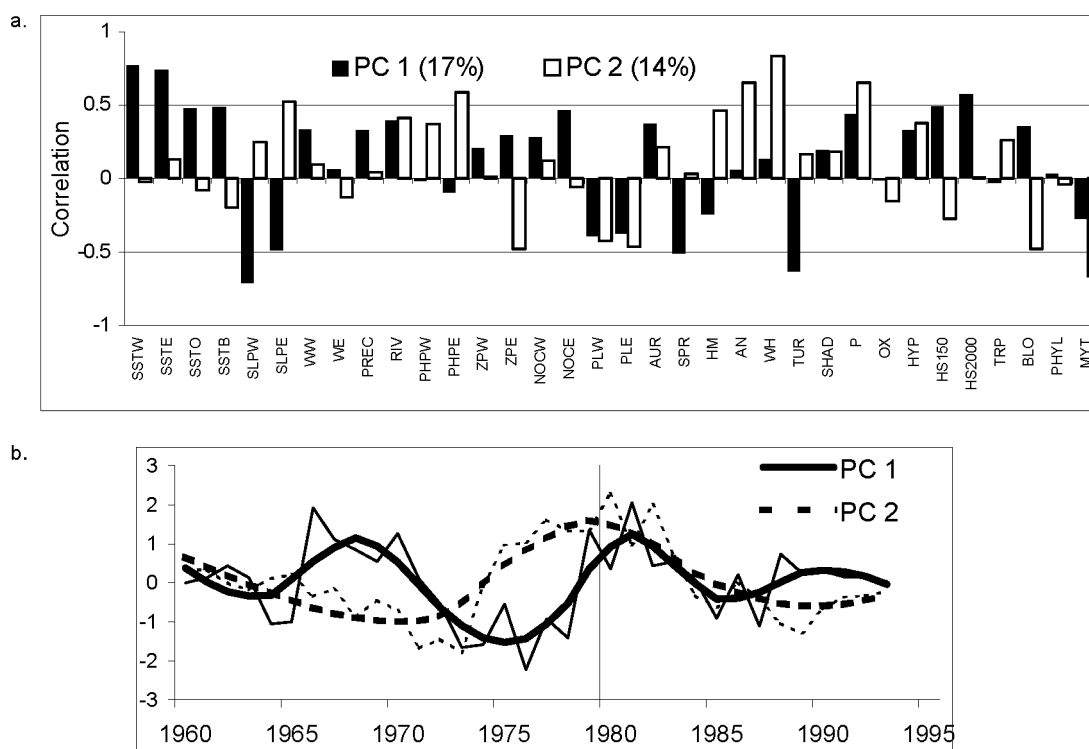 a.
1
PC 1 (17%) PC 2 (14%)
0.5
0
-0.5
-1
Correlation
SSTW SSTE SSTO SSTB SLPW SLPE WW WE PREC RIV PHPW PHPE ZPW ZPE NOCW NOCE PLW PLE AUR SPR HM AN WH TUR SHAD P OX HYP HS150 HS2000 TRP BLO PHYL MYT
b.
3
PC 1
2
PC 2
1
0
-1
-2
-3
1960 1965 1970 1975 1980 1985 1990 1995